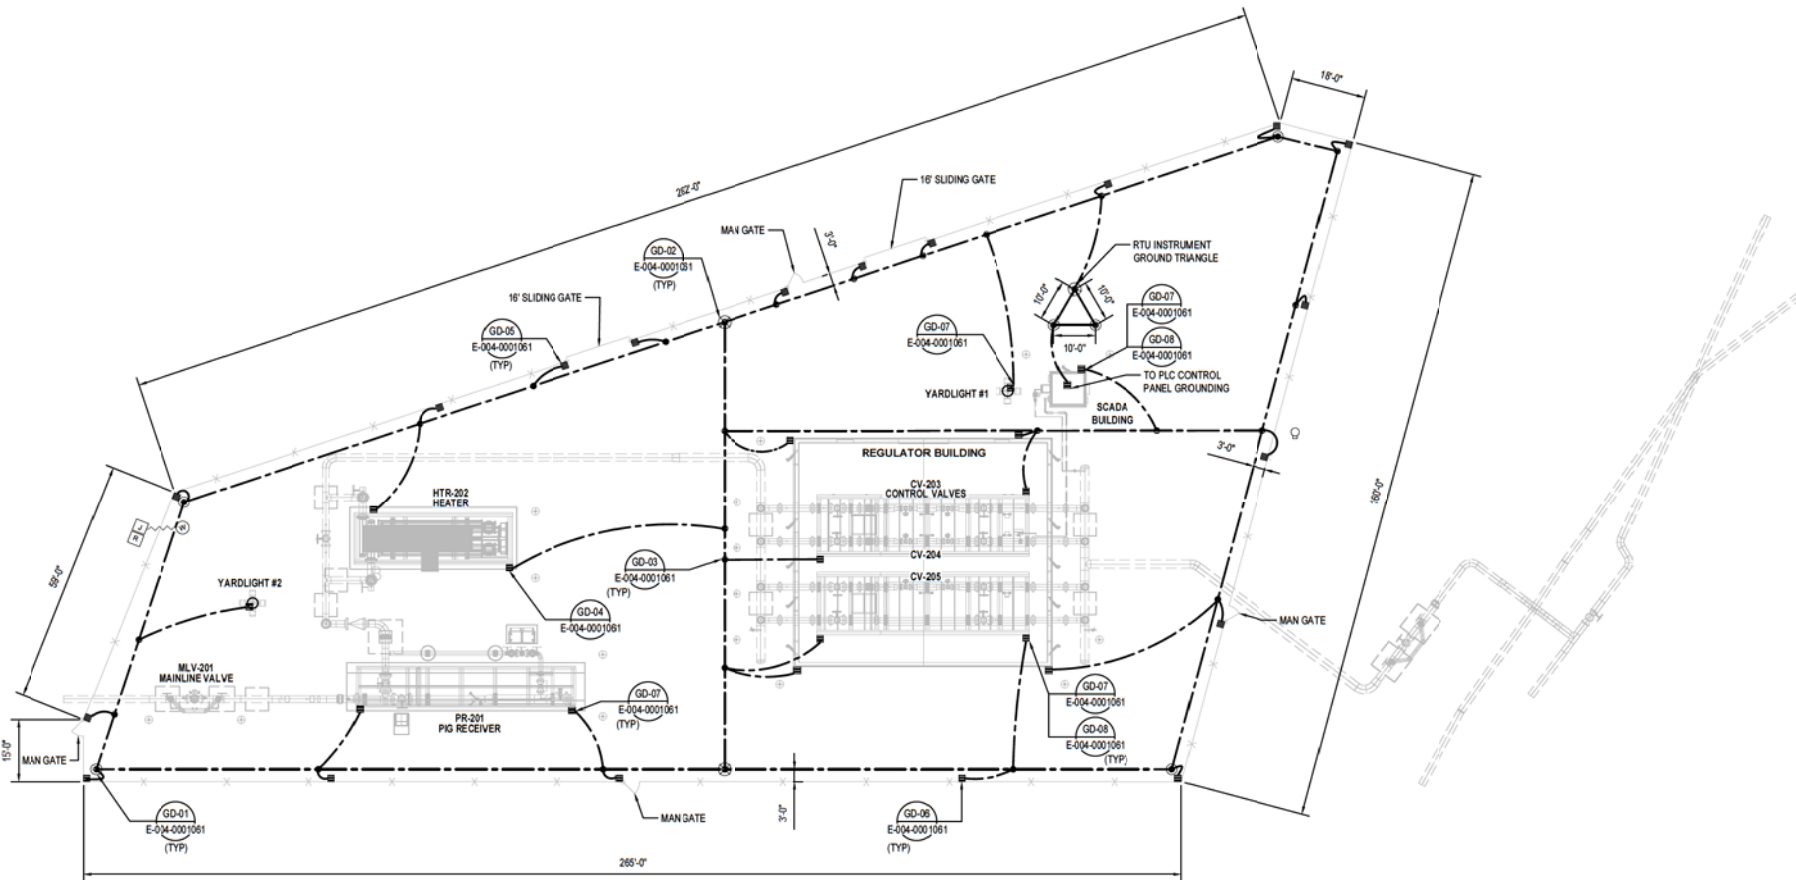 18'-0"
262'-0"
16' SLIDING GATE
MAN GATE
3'-0"
GD-02
E-004-0001061
(TYP)
RTU INSTRUMENT
GROUND TRIANGLE
16' SLIDING GATE
10'-0"
10'-0"
10'-0"
GD-07
E-004-0001061
GD-08
E-004-0001061
GD-07
E-004-0001061
GD-05
E-004-0001061
(TYP)
TO PLC CONTROL
PANEL GROUNDING
YARDLIGHT #1
SCADA
BUILDING
3'-0"
REGULATOR BUILDING
160'-0"
HTR-202
HEATER
CV-203
CONTROL VALVES
CV-204
CV-205
GD-03
E-004-0001061
(TYP)
YARDLIGHT #2
GD-04
E-004-0001061
MAN GATE
MLV-201
MAINLINE VALVE
GD-07
E-004-0001061
(TYP)
PR-201
PIG RECEIVER
GD-07
E-004-0001061
GD-08
E-004-0001061
(TYP)
15'-0"
MAN GATE
GD-01
E-004-0001061
(TYP)
MAN GATE
3'-0"
GD-06
E-004-0001061
(TYP)
265'-0"